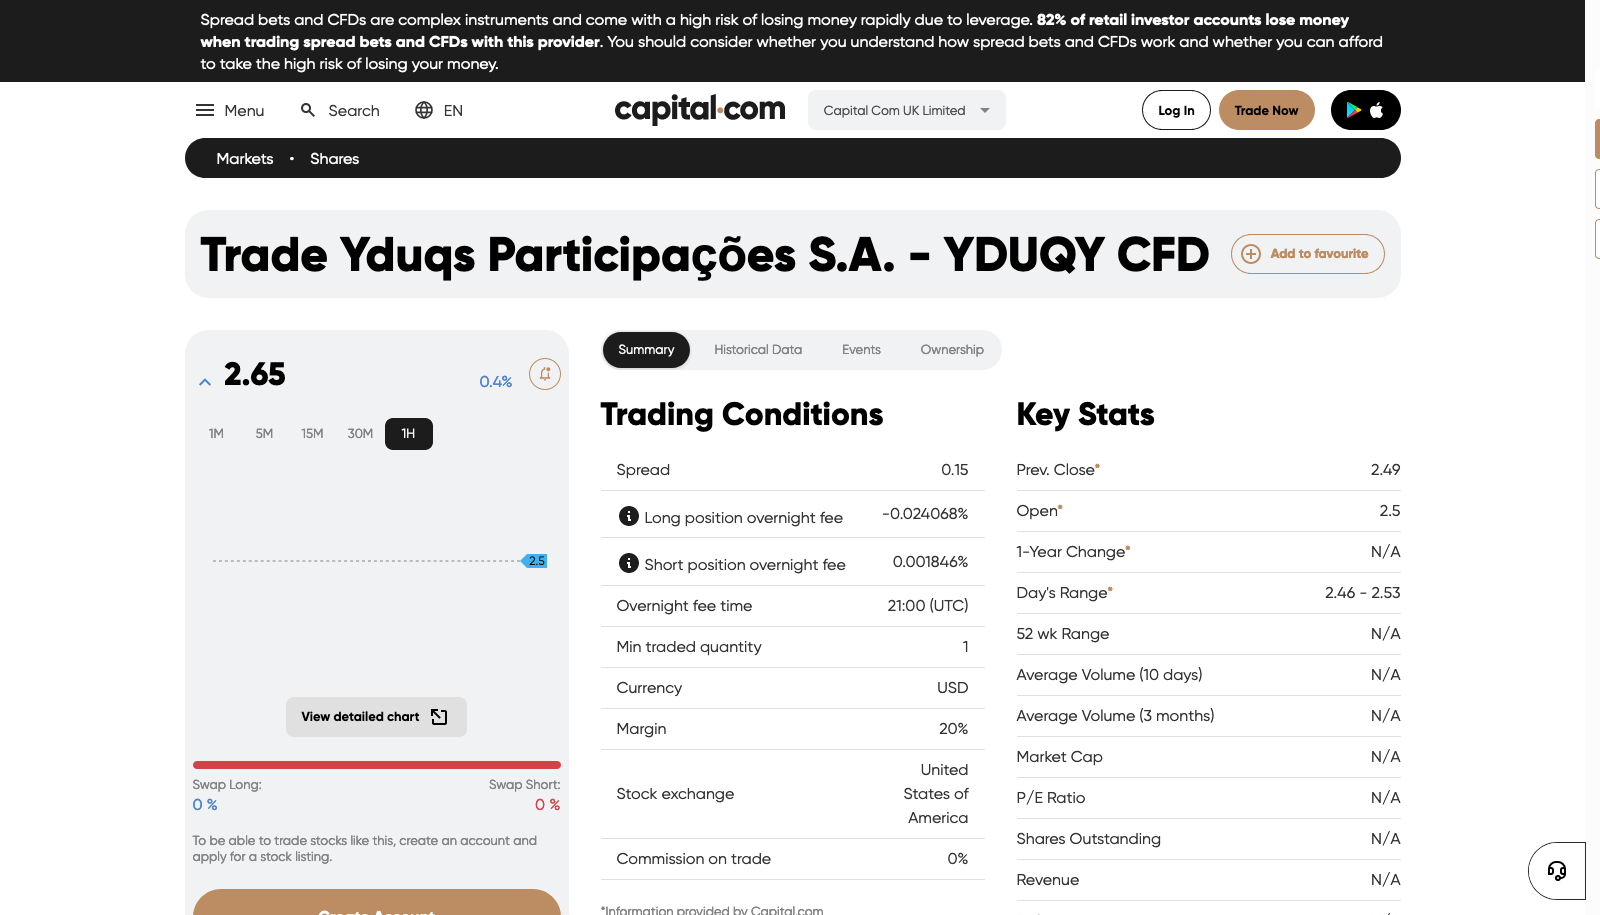 Spread bets and CFDs are complex instruments and come with a high risk of losing money rapidly due to leverage. 82% of retail investor accounts lose money
when trading spread bets and CFDs with this provider. You should consider whether you understand how spread bets and CFDs work and whether you can afford
to take the high risk of losing your money.
Menu
Search
EN
capital.com
Capital Com UK Limited
Log In
Trade Now
Markets • Shares
Trade Yduqs Participações S.A. - YDUQY CFD
Add to favourite
2.65
0.4%
1M 5M 15M 30M 1H
2.5
View detailed chart
Swap Long: Swap Short:
0 % 0 %
To be able to trade stocks like this, create an account and
apply for a stock listing.
Summary Historical Data Events Ownership
Trading Conditions
Spread 0.15
Long position overnight fee -0.024068%
Short position overnight fee 0.001846%
Overnight fee time 21:00 (UTC)
Min traded quantity 1
Currency USD
Margin 20%
Stock exchange United
States of
America
Commission on trade 0%
*Information provided by Capital.com
Key Stats
Prev. Close* 2.49
Open* 2.5
1-Year Change* N/A
Day's Range* 2.46 - 2.53
52 wk Range N/A
Average Volume (10 days) N/A
Average Volume (3 months) N/A
Market Cap N/A
P/E Ratio N/A
Shares Outstanding N/A
Revenue N/A